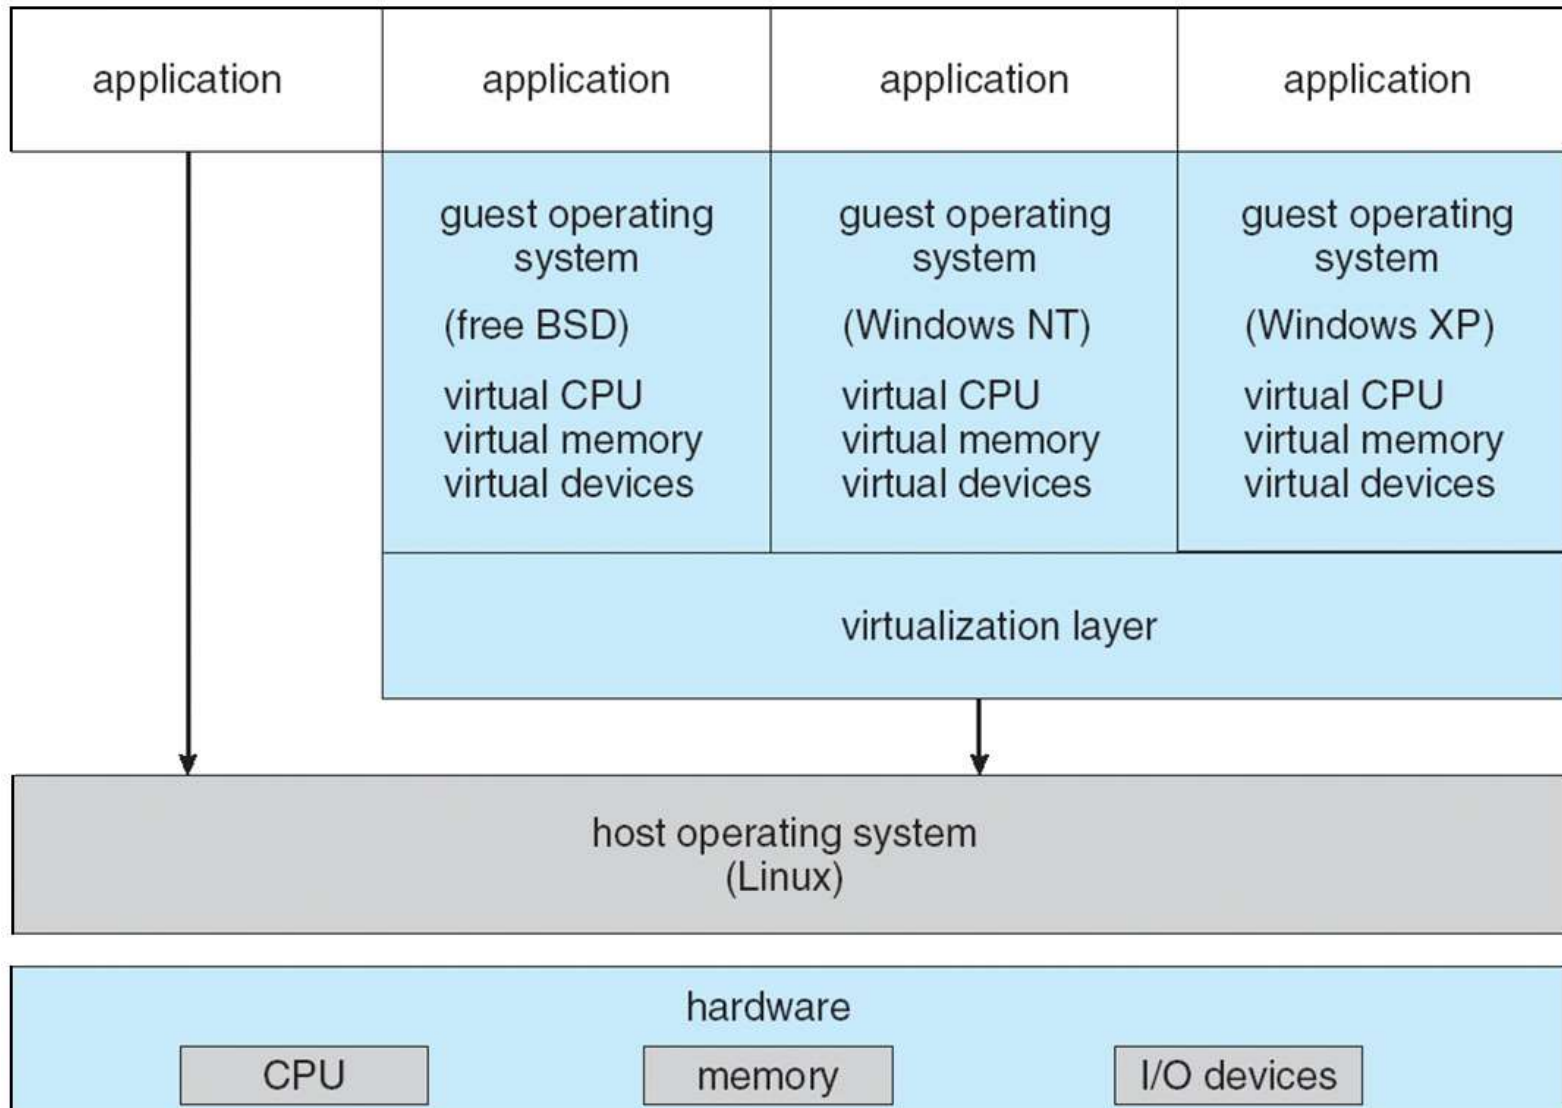 application
application
application
application
guest operating
system
(free BSD)
virtual CPU
virtual memory
virtual devices
guest operating
system
(Windows NT)
virtual CPU
virtual memory
virtual devices
guest operating
system
(Windows XP)
virtual CPU
virtual memory
virtual devices
virtualization layer
host operating system
(Linux)
hardware
CPU
memory
I/O devices